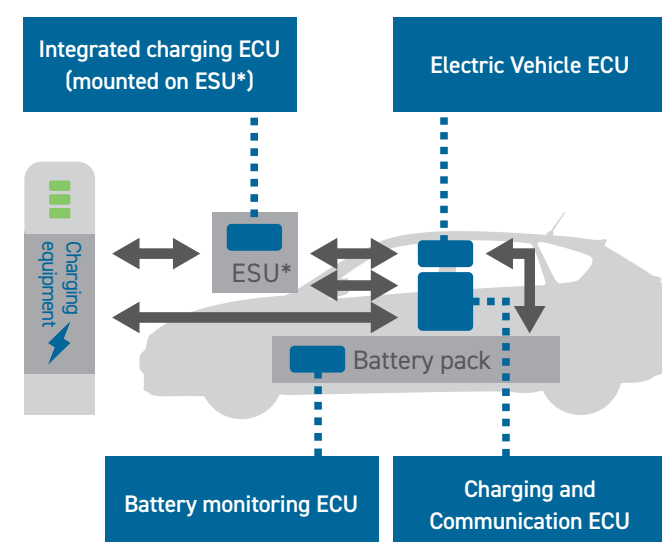 Integrated charging ECU
(mounted on ESU*)
Electric Vehicle ECU
Charging
equipment
ESU*
Battery pack
Battery monitoring ECU
Charging and
Communication ECU